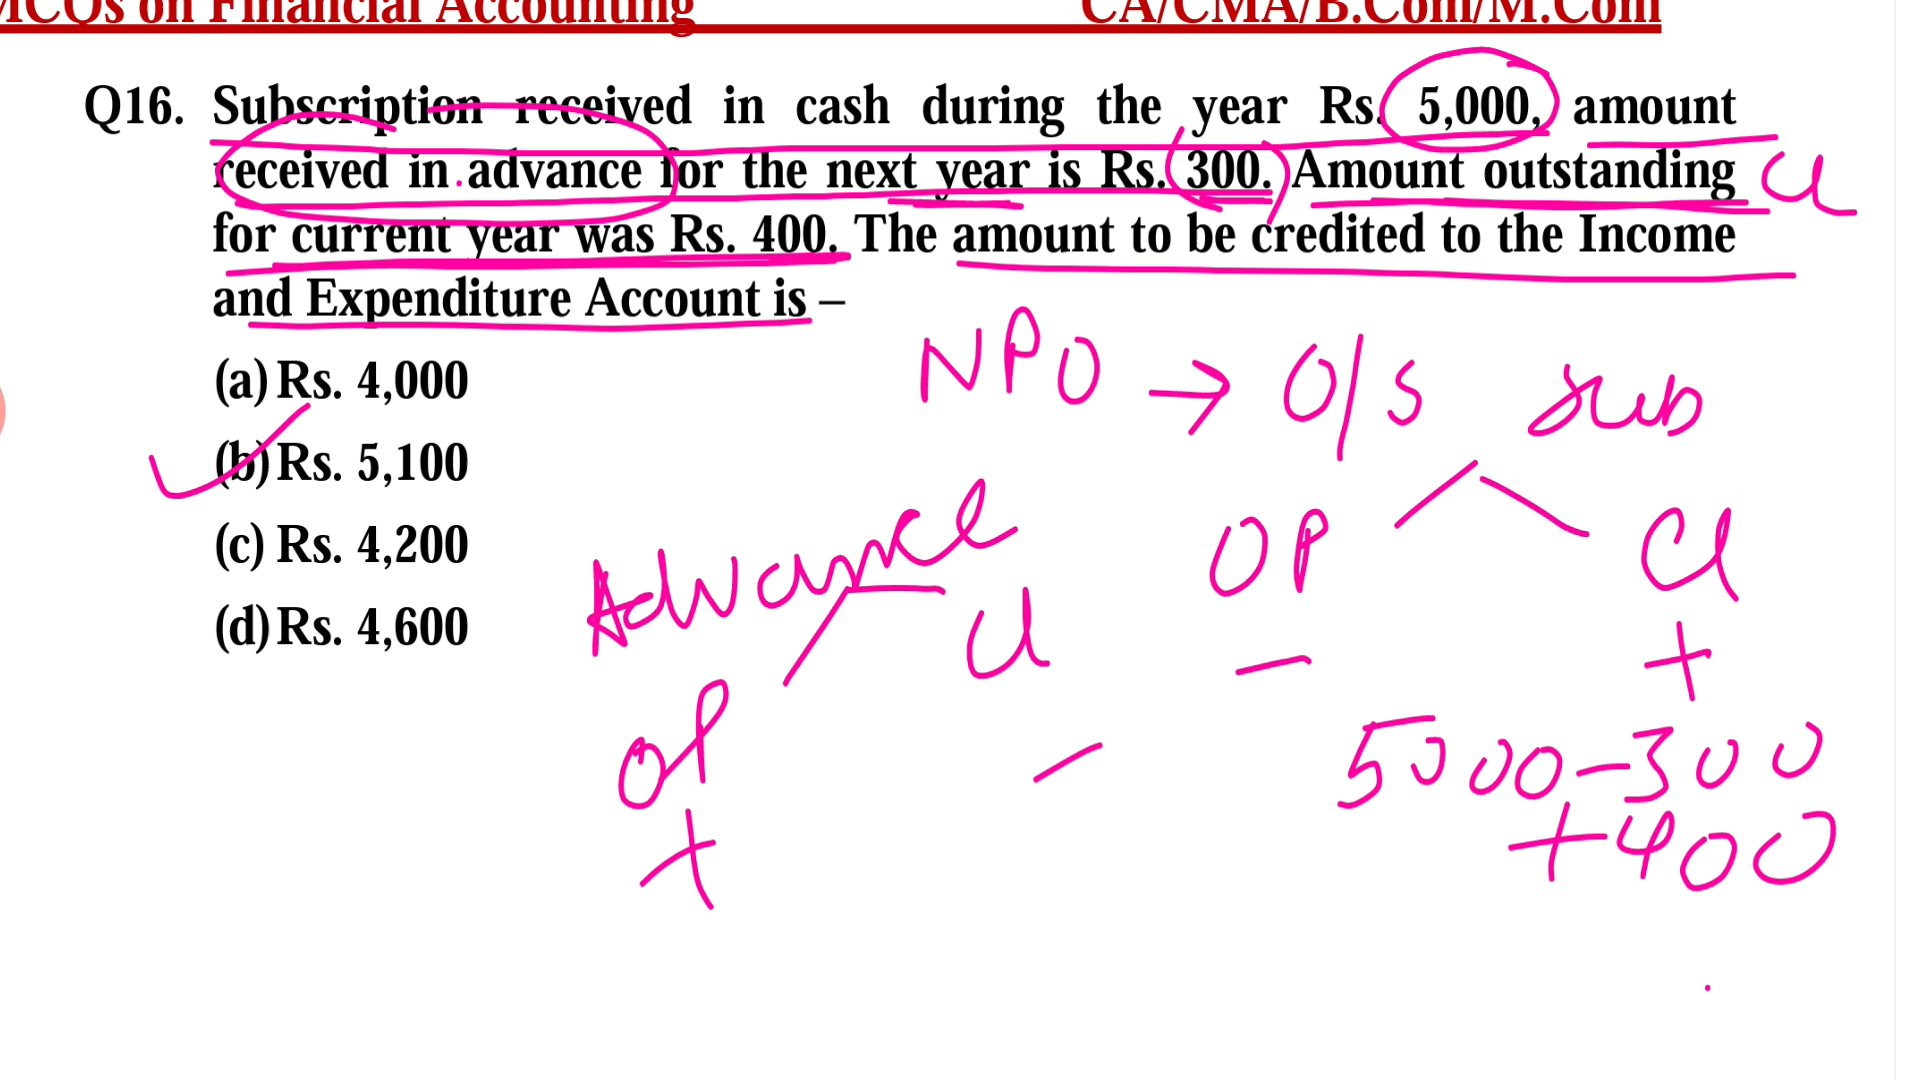 MCQs on Financial Accounting CA/CMA/B.Com/M.Com
Q16. Subscription received in cash during the year Rs. 5,000, amount
received in advance for the next year is Rs. 300. Amount outstanding Cl
for current year was Rs. 400. The amount to be credited to the Income
and Expenditure Account is –
NPO → O/S sub
(a) Rs. 4,000
(b) Rs. 5,100
(c) Rs. 4,200
(d) Rs. 4,600
Advance
OP Cl
+ −
OP Cl
− +
5000-300
+400